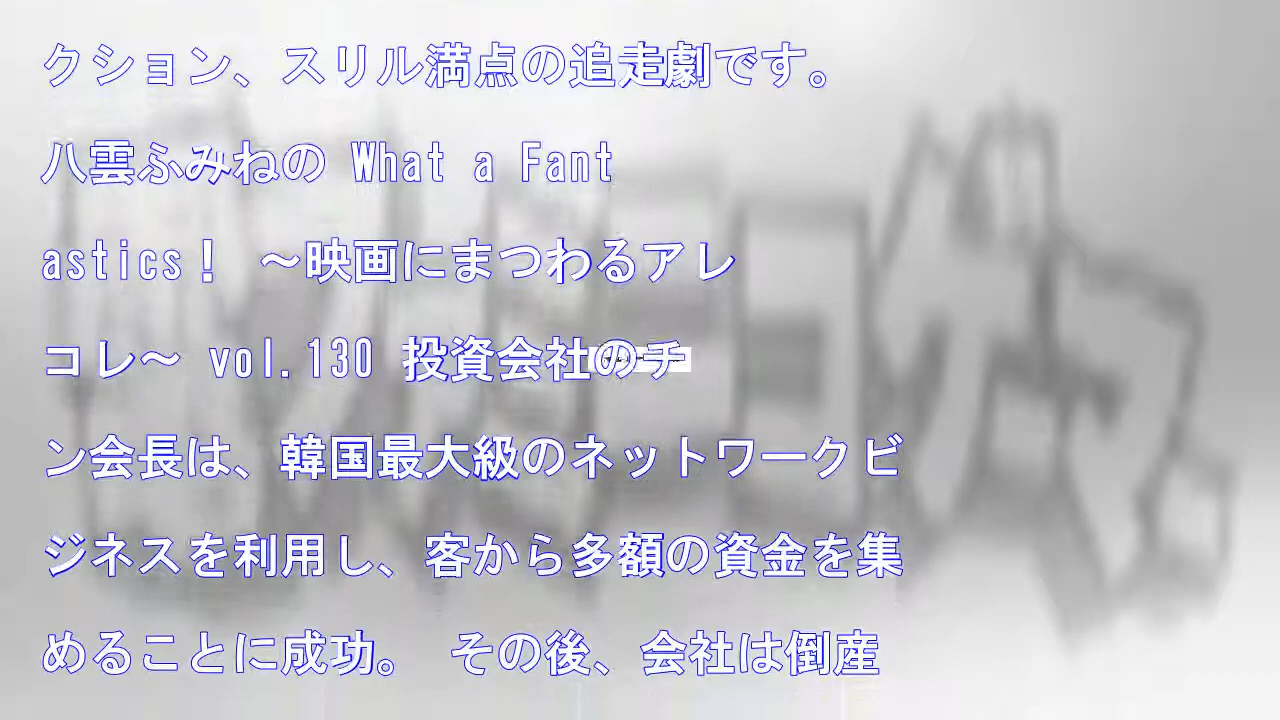 クション、スリル満点の追走劇です。
八雲ふみねの What a Fant
astics！ ～映画にまつわるアレ
コレ～ vol.130 投資会社のチ
ン会長は、韓国最大級のネットワークビ
ジネスを利用し、客から多額の資金を集
めることに成功。 その後、会社は倒産